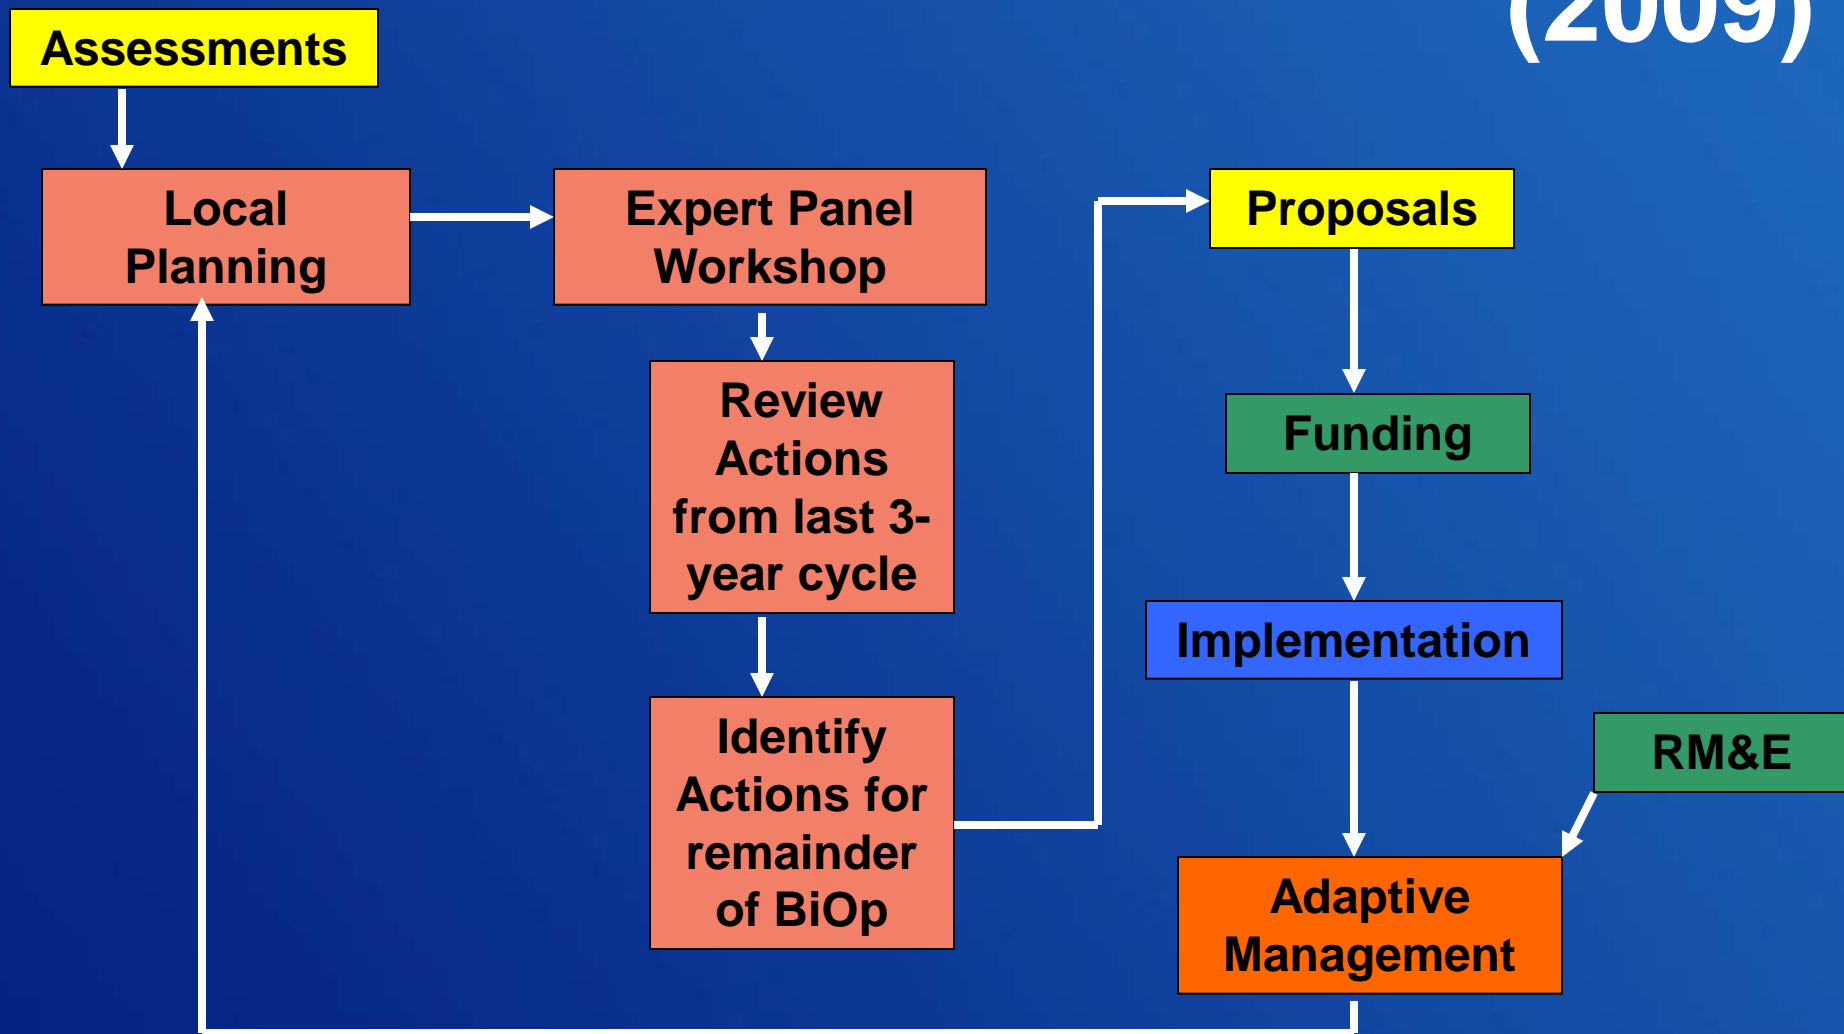 (2009)
Assessments
Local
Planning
Expert Panel
Workshop
Review
Actions
from last 3-
year cycle
Identify
Actions for
remainder
of BiOp
Proposals
Funding
Implementation
RM&E
Adaptive
Management